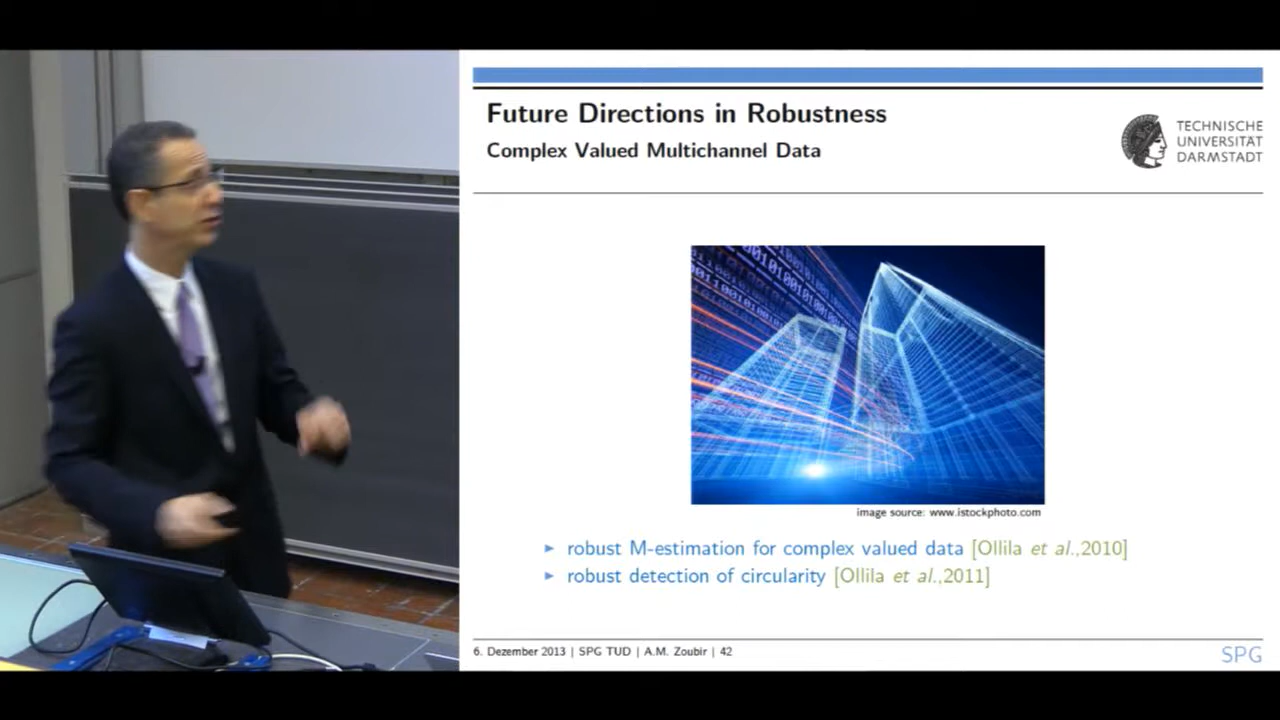 Future Directions in Robustness
Complex Valued Multichannel Data
TECHNISCHE
UNIVERSITÄT
DARMSTADT
image source: www.istockphoto.com
robust M-estimation for complex valued data [Ollila et al.,2010]
robust detection of circularity [Ollila et al.,2011]
6. Dezember 2013 | SPG TUD | A.M. Zoubir | 42
SPG